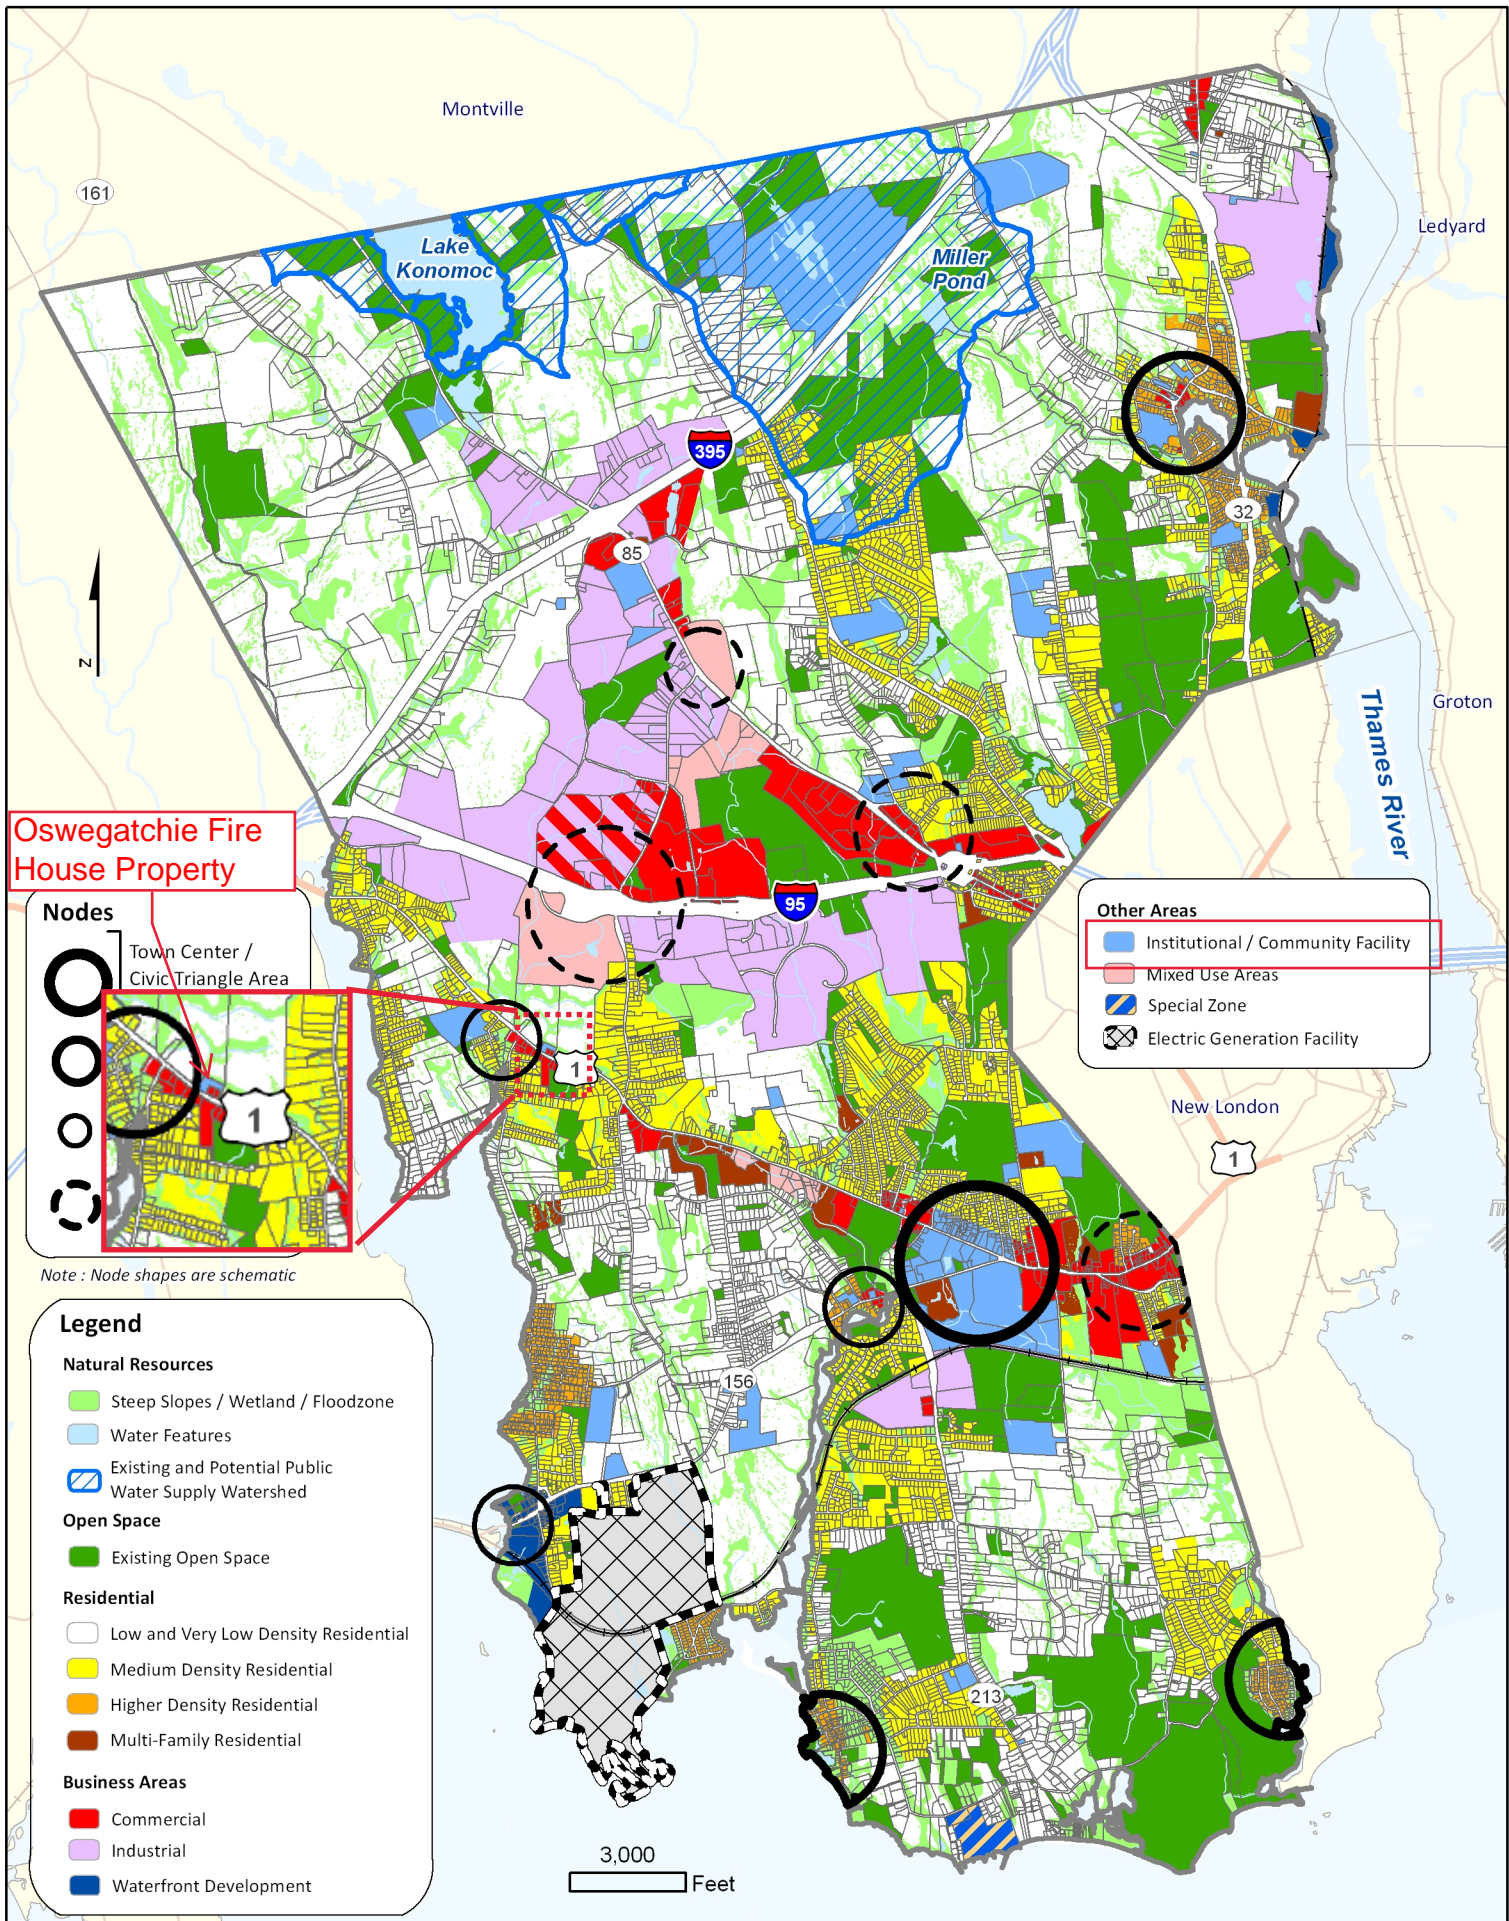 Montville
161
Ledyard
Lake
Konomoc
Miller
Pond
395
32
85
Groton
Thames River
z
Oswegatchie Fire
House Property
95
Nodes
Town Center /
Civic Triangle Area
1
1
Note : Node shapes are schematic
Other Areas
Institutional / Community Facility
Mixed Use Areas
Special Zone
Electric Generation Facility
New London
1
156
213
Legend
Natural Resources
Steep Slopes / Wetland / Floodzone
Water Features
Existing and Potential Public
Water Supply Watershed
Open Space
Existing Open Space
Residential
Low and Very Low Density Residential
Medium Density Residential
Higher Density Residential
Multi-Family Residential
Business Areas
Commercial
Industrial
Waterfront Development
3,000
Feet